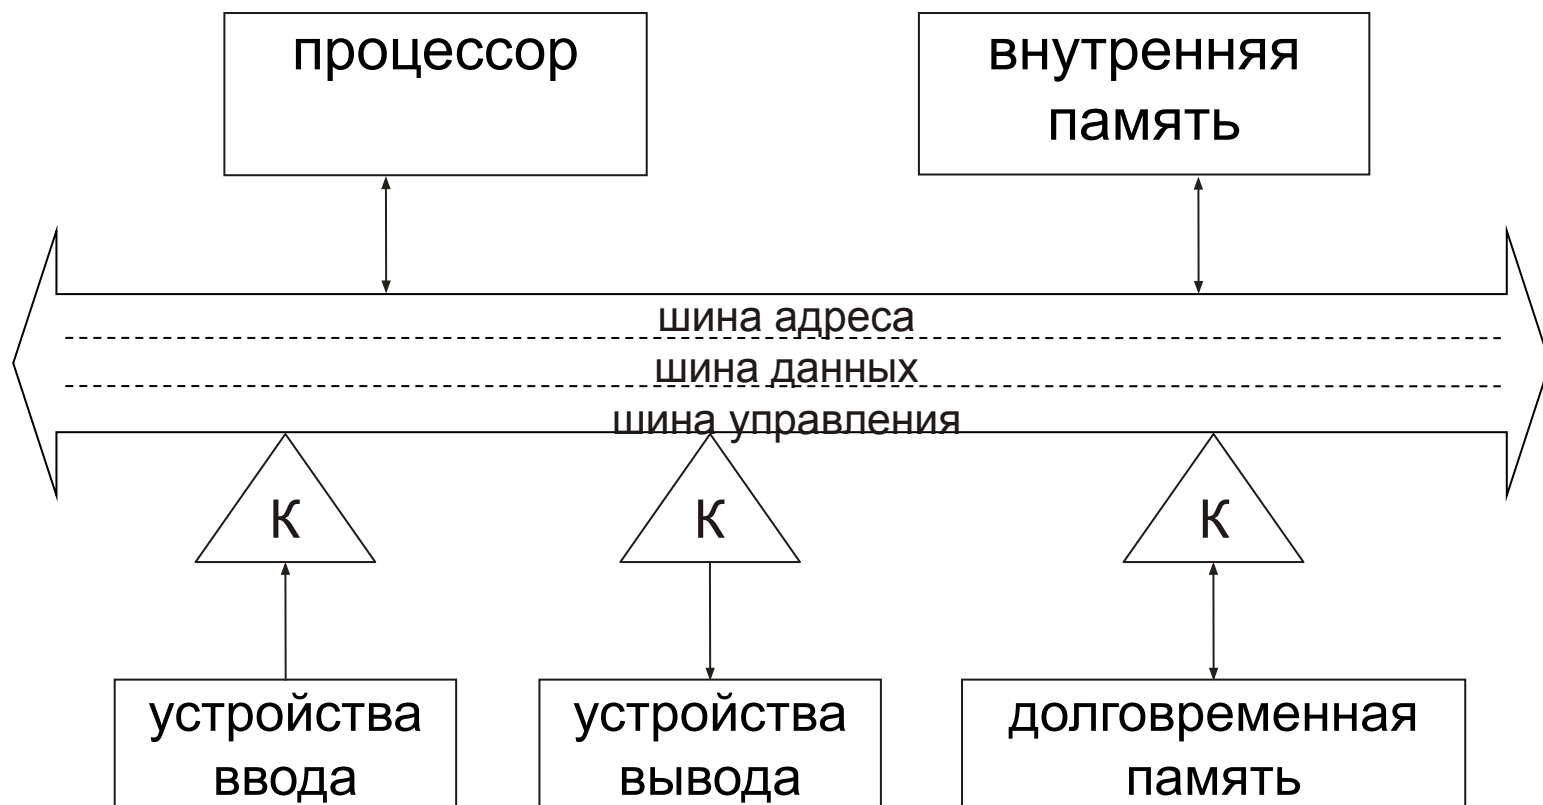 процессор
внутренняя
память
шина адреса
шина данных
шина управления
К
К
К
устройства
ввода
устройства
вывода
долговременная
память